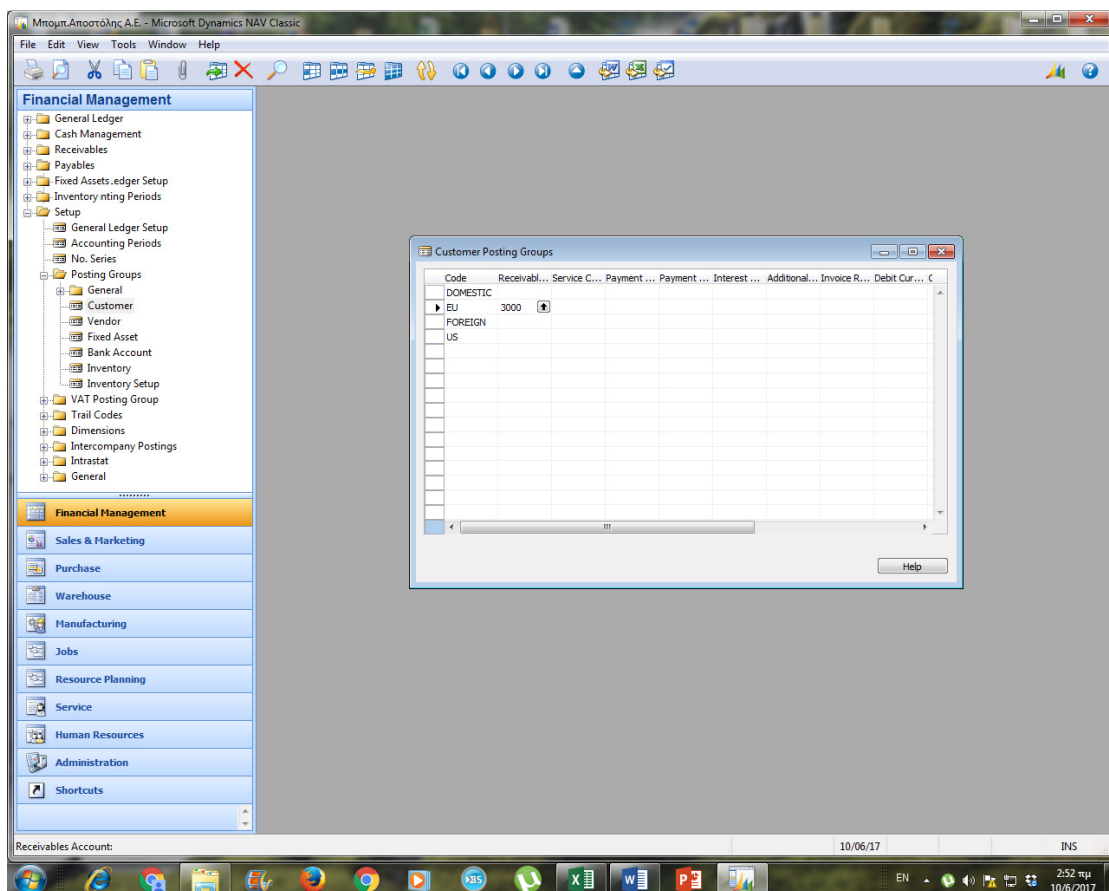 Μπομπ.Αποστόλης Α.Ε. - Microsoft Dynamics NAV Classic
File Edit View Tools Window Help
Financial Management
General Ledger
Cash Management
Receivables
Payables
Fixed Assets.edger Setup
Inventory nting Periods
Setup
General Ledger Setup
Accounting Periods
No. Series
Posting Groups
General
Customer
Vendor
Fixed Asset
Bank Account
Inventory
Inventory Setup
VAT Posting Group
Trail Codes
Dimensions
Intercompany Postings
Intrastat
General
Financial Management
Sales & Marketing
Purchase
Warehouse
Manufacturing
Jobs
Resource Planning
Service
Human Resources
Administration
Shortcuts
Customer Posting Groups
Code Receivabl... Service C... Payment ... Payment ... Interest ... Additional... Invoice R... Debit Cur... C
DOMESTIC
EU 3000
FOREIGN
US
Help
Receivables Account: 10/06/17 INS
EN 2:52 πμ
10/6/2017